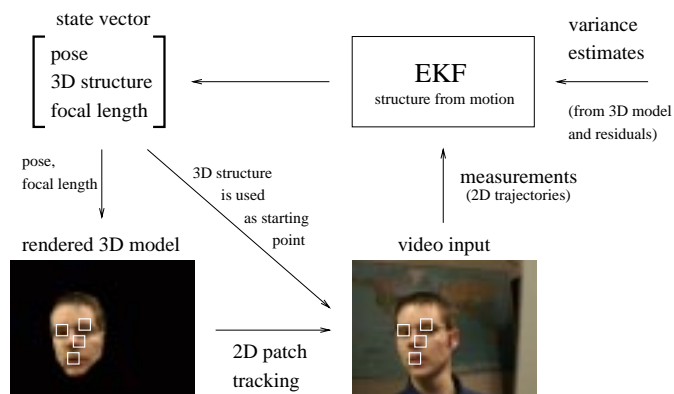 state vector
pose
3D structure
focal length
EKF
structure from motion
variance
estimates
(from 3D model
and residuals)
pose,
focal length
3D structure
is used
as starting
point
measurements
(2D trajectories)
rendered 3D model
video input
2D patch
tracking